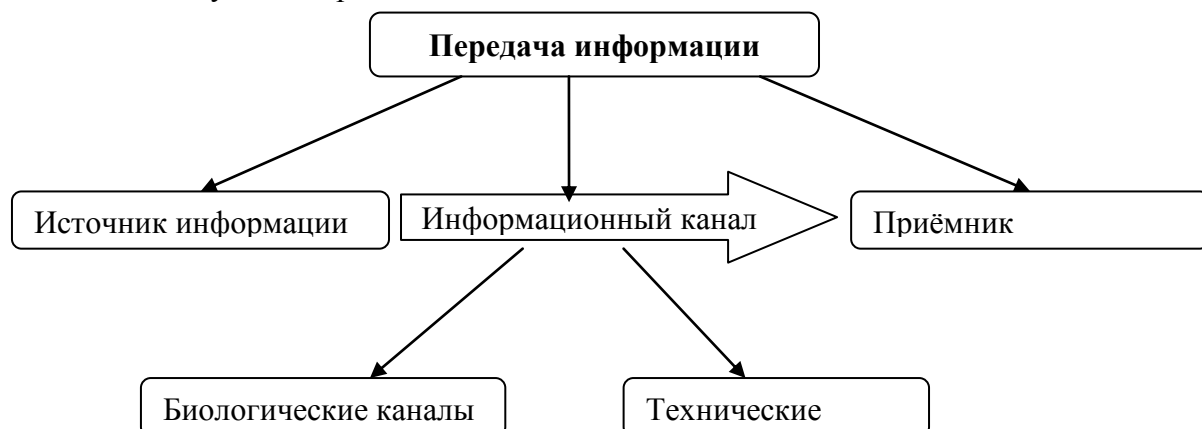 Передача информации
Источник информации
Информационный канал
Приёмник
Биологические каналы
Технические